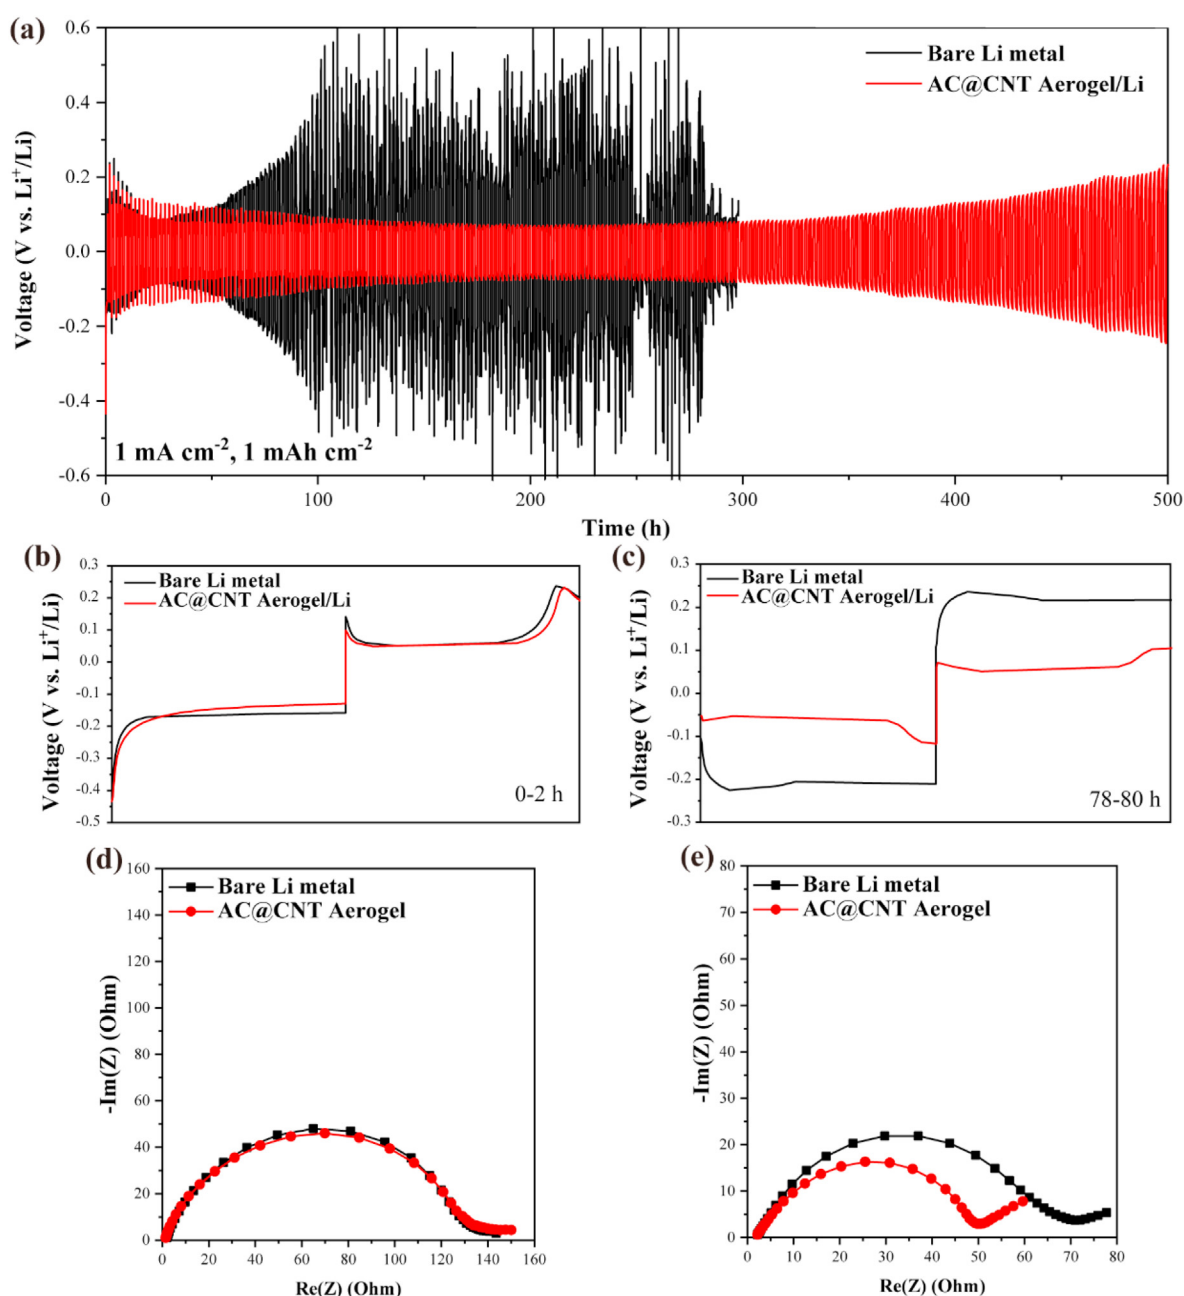 (a)
Bare Li metal
AC@CNT Aerogel/Li
Voltage (V vs. Li⁺/Li)
0.6
0.4
0.2
0.0
-0.2
-0.4
-0.6
1 mA cm⁻², 1 mAh cm⁻²
0 100 200 300 400 500
Time (h)
(b)
Bare Li metal
AC@CNT Aerogel/Li
Voltage (V vs. Li⁺/Li)
0.3
0.2
0.1
0.0
-0.1
-0.2
-0.3
-0.4
-0.5
0-2 h
(c)
Bare Li metal
AC@CNT Aerogel/Li
Voltage (V vs. Li⁺/Li)
0.3
0.2
0.1
0.0
-0.1
-0.2
-0.3
78-80 h
(d)
Bare Li metal
AC@CNT Aerogel
-Im(Z) (Ohm)
160
140
120
100
80
60
40
20
0
0 20 40 60 80 100 120 140 160
Re(Z) (Ohm)
(e)
Bare Li metal
AC@CNT Aerogel
-Im(Z) (Ohm)
80
70
60
50
40
30
20
10
0
0 10 20 30 40 50 60 70 80
Re(Z) (Ohm)